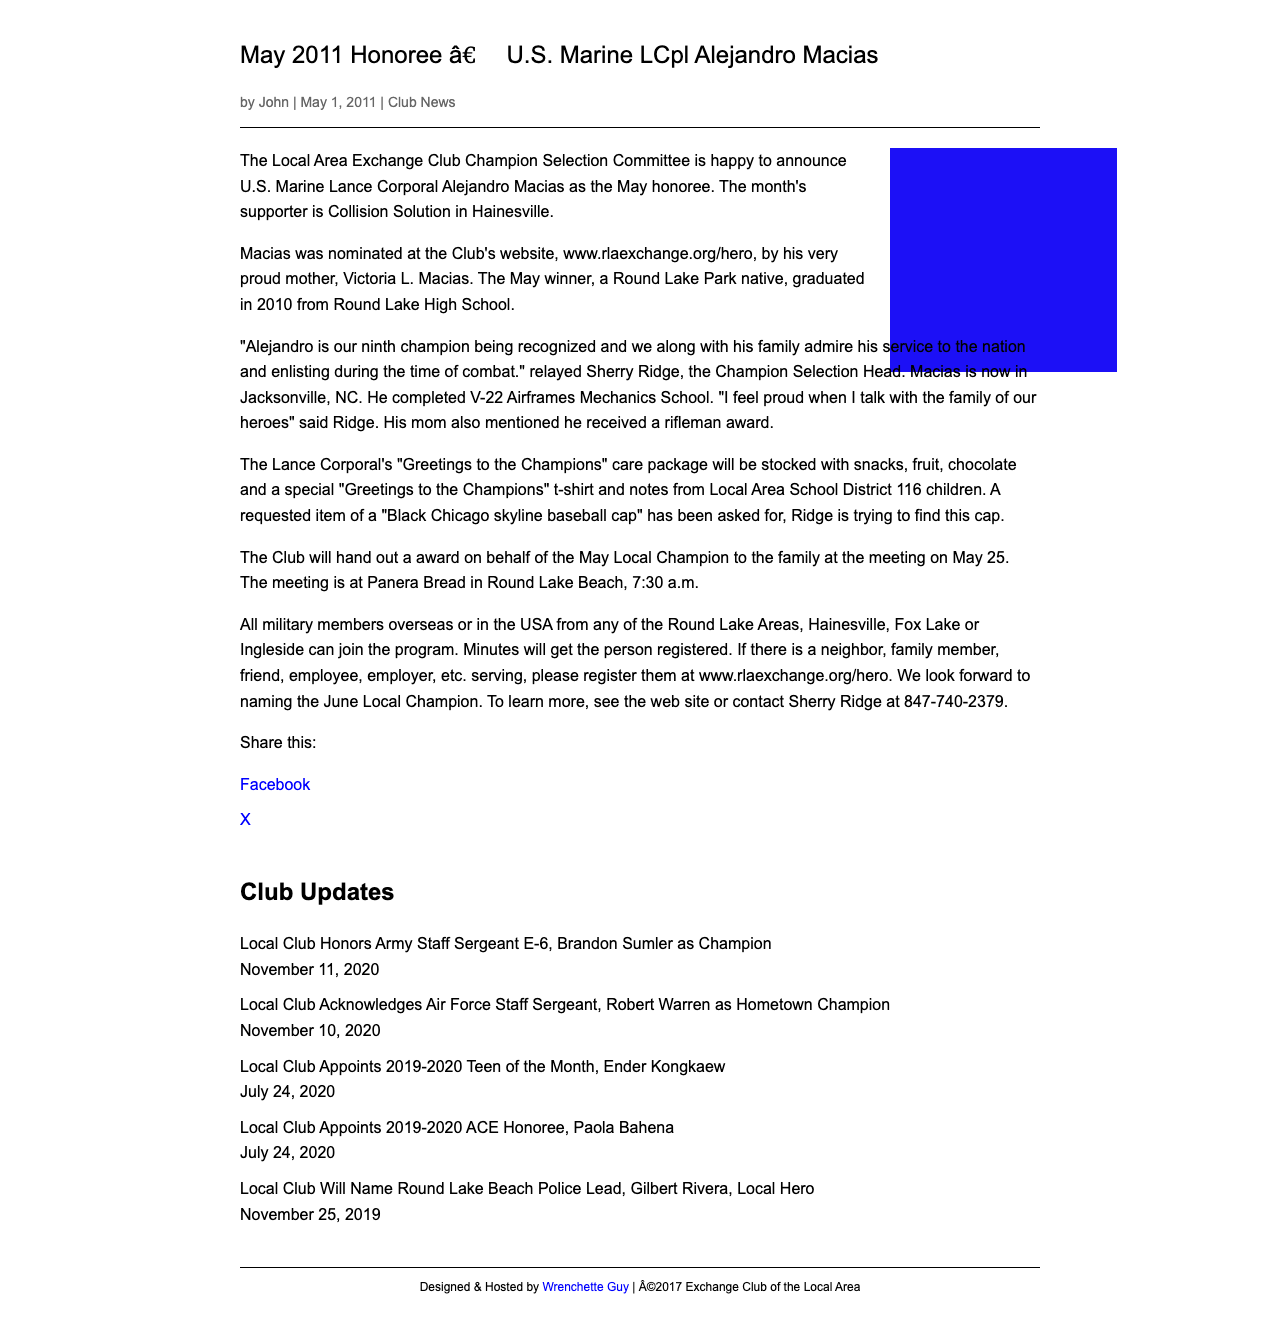 May 2011 Honoree â€ U.S. Marine LCpl Alejandro Macias
by John | May 1, 2011 | Club News
The Local Area Exchange Club Champion Selection Committee is happy to announce
U.S. Marine Lance Corporal Alejandro Macias as the May honoree. The month's
supporter is Collision Solution in Hainesville.
Macias was nominated at the Club's website, www.rlaexchange.org/hero, by his very
proud mother, Victoria L. Macias. The May winner, a Round Lake Park native, graduated
in 2010 from Round Lake High School.
"Alejandro is our ninth champion being recognized and we along with his family admire his service to the nation
and enlisting during the time of combat." relayed Sherry Ridge, the Champion Selection Head. Macias is now in
Jacksonville, NC. He completed V-22 Airframes Mechanics School. "I feel proud when I talk with the family of our
heroes" said Ridge. His mom also mentioned he received a rifleman award.
The Lance Corporal's "Greetings to the Champions" care package will be stocked with snacks, fruit, chocolate
and a special "Greetings to the Champions" t-shirt and notes from Local Area School District 116 children. A
requested item of a "Black Chicago skyline baseball cap" has been asked for, Ridge is trying to find this cap.
The Club will hand out a award on behalf of the May Local Champion to the family at the meeting on May 25.
The meeting is at Panera Bread in Round Lake Beach, 7:30 a.m.
All military members overseas or in the USA from any of the Round Lake Areas, Hainesville, Fox Lake or
Ingleside can join the program. Minutes will get the person registered. If there is a neighbor, family member,
friend, employee, employer, etc. serving, please register them at www.rlaexchange.org/hero. We look forward to
naming the June Local Champion. To learn more, see the web site or contact Sherry Ridge at 847-740-2379.
Share this:
Facebook
X
Club Updates
Local Club Honors Army Staff Sergeant E-6, Brandon Sumler as Champion
November 11, 2020
Local Club Acknowledges Air Force Staff Sergeant, Robert Warren as Hometown Champion
November 10, 2020
Local Club Appoints 2019-2020 Teen of the Month, Ender Kongkaew
July 24, 2020
Local Club Appoints 2019-2020 ACE Honoree, Paola Bahena
July 24, 2020
Local Club Will Name Round Lake Beach Police Lead, Gilbert Rivera, Local Hero
November 25, 2019
Designed & Hosted by Wrenchette Guy | Â©2017 Exchange Club of the Local Area